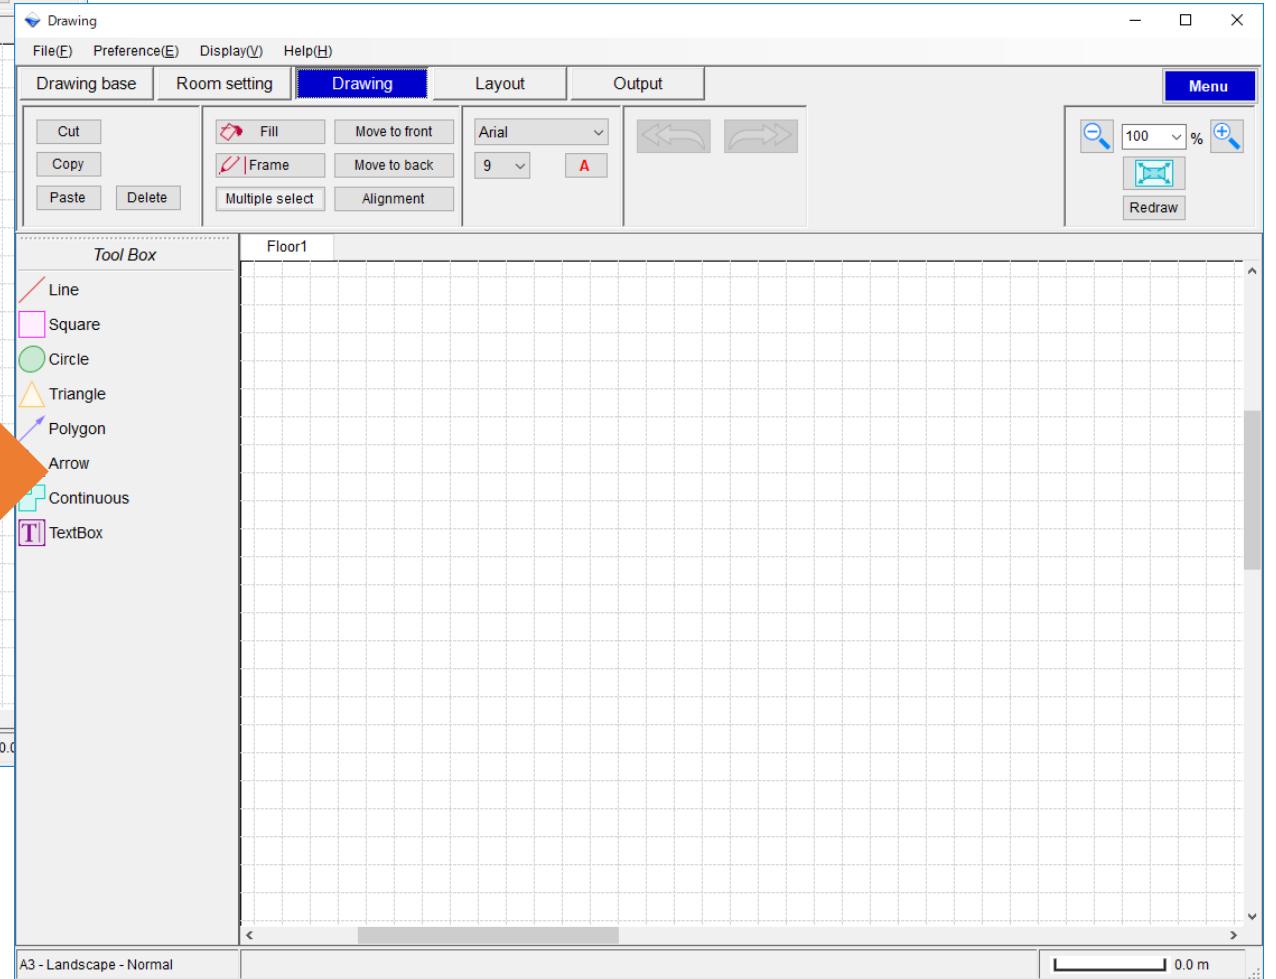 Drawing
File(F) Preference(E) Display(V) Help(H)
Drawing base Room setting Drawing Layout Output Menu
Cut Fill Move to front Arial 100 %
Copy Frame Move to back 9 A
Paste Delete Multiple select Alignment Redraw
Tool Box Floor1
Line
Square
Circle
Triangle
Polygon
Arrow
Continuous
T TextBox
A3 - Landscape - Normal 0.0 m